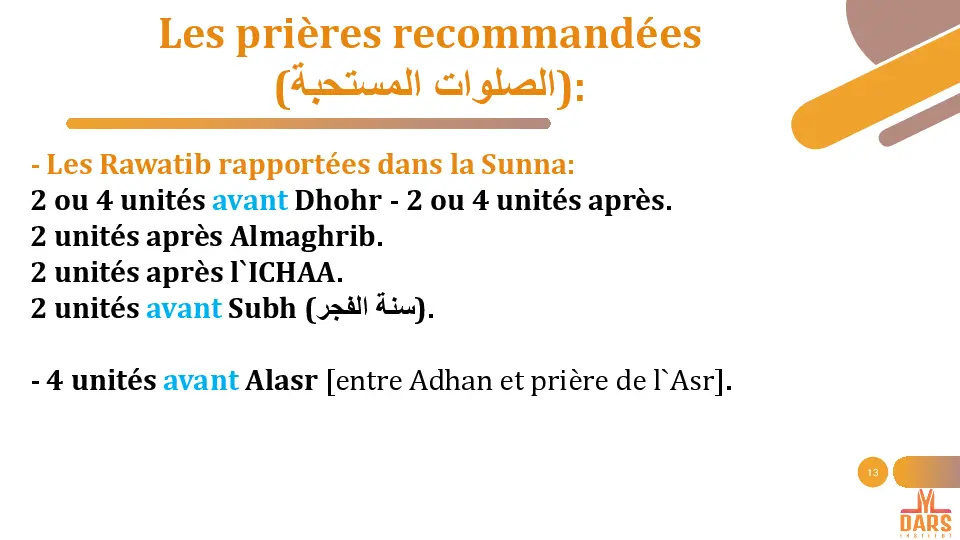 Les prières recommandées
(الصلوات المستحبة):
- Les Rawatib rapportées dans la Sunna:
2 ou 4 unités avant Dhohr - 2 ou 4 unités après.
2 unités après Almaghrib.
2 unités après l`ICHAA.
2 unités avant Subh (سنة الفجر).
- 4 unités avant Alasr [entre Adhan et prière de l`Asr].
13
DARS
INSTITUT